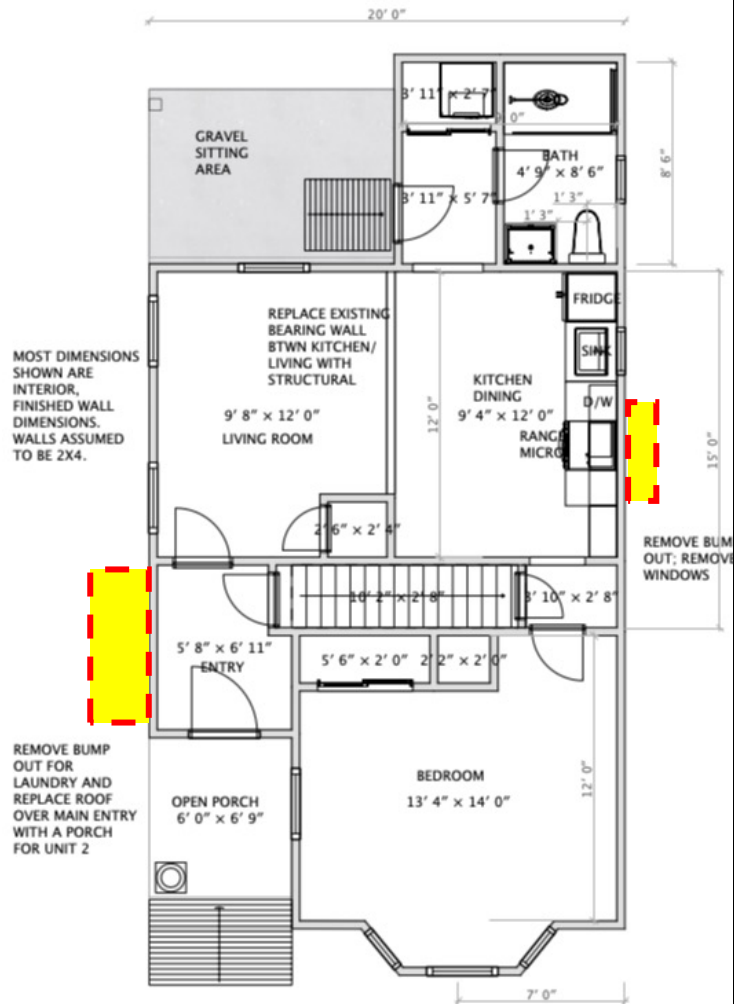 20' 0"
3' 11" × 2' 7"
9' 0"
GRAVEL
SITTING
AREA
BATH
4' 9" × 8' 6"
8' 6"
3' 11" × 5' 7"
1' 3"
1' 3"
FRIDGE
REPLACE EXISTING
BEARING WALL
BTWN KITCHEN/
LIVING WITH
STRUCTURAL
SINK
MOST DIMENSIONS
SHOWN ARE
INTERIOR,
FINISHED WALL
DIMENSIONS.
WALLS ASSUMED
TO BE 2X4.
KITCHEN
DINING
9' 4" × 12' 0"
D/W
9' 8" × 12' 0"
LIVING ROOM
12' 0"
RANGE
MICRO
15' 0"
2' 6" × 2' 4"
REMOVE BUM
OUT; REMOVE
WINDOWS
10' 2" × 2' 8"
3' 10" × 2' 8"
5' 8" × 6' 11"
ENTRY
5' 6" × 2' 0"
2' 2" × 2' 0"
REMOVE BUMP
OUT FOR
LAUNDRY AND
REPLACE ROOF
OVER MAIN ENTRY
WITH A PORCH
FOR UNIT 2
BEDROOM
13' 4" × 14' 0"
12' 0"
OPEN PORCH
6' 0" × 6' 9"
7' 0"